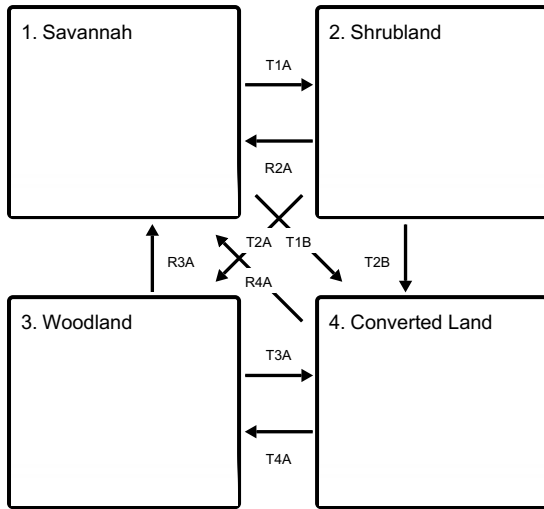 1. Savannah
2. Shrubland
T1A
R2A
T2A
T1B
R3A
R4A
T2B
3. Woodland
4. Converted Land
T3A
T4A